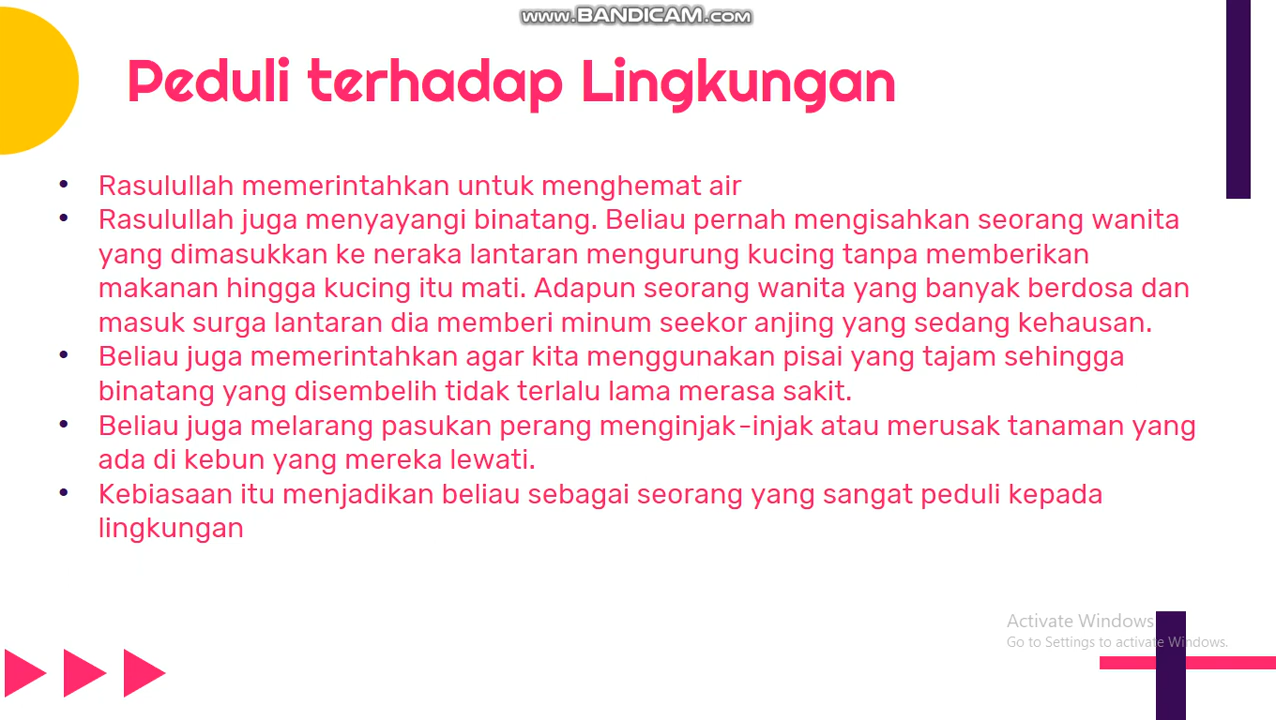 www.BANDICAM.com
Peduli terhadap Lingkungan
• Rasulullah memerintahkan untuk menghemat air
• Rasulullah juga menyayangi binatang. Beliau pernah mengisahkan seorang wanita
yang dimasukkan ke neraka lantaran mengurung kucing tanpa memberikan
makanan hingga kucing itu mati. Adapun seorang wanita yang banyak berdosa dan
masuk surga lantaran dia memberi minum seekor anjing yang sedang kehausan.
• Beliau juga memerintahkan agar kita menggunakan pisai yang tajam sehingga
binatang yang disembelih tidak terlalu lama merasa sakit.
• Beliau juga melarang pasukan perang menginjak-injak atau merusak tanaman yang
ada di kebun yang mereka lewati.
• Kebiasaan itu menjadikan beliau sebagai seorang yang sangat peduli kepada
lingkungan
Activate Windows
Go to Settings to activate Windows.